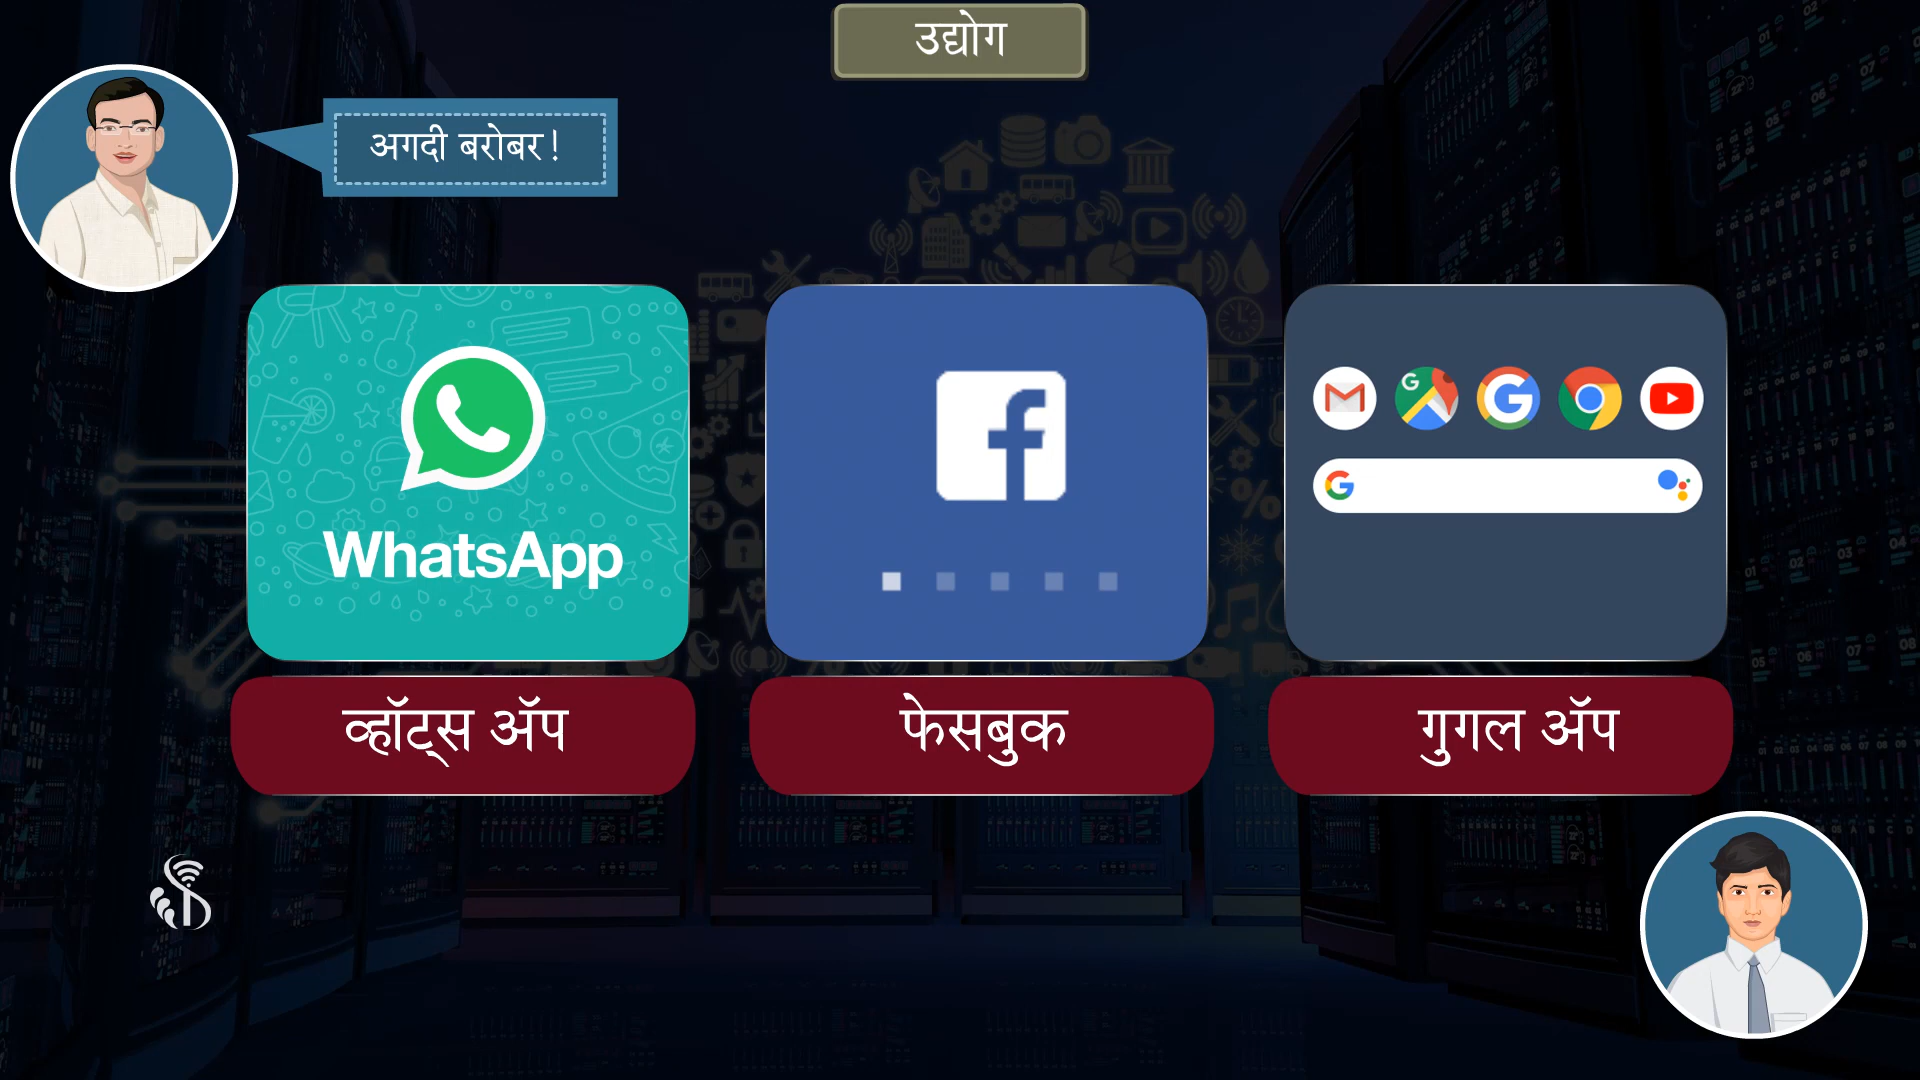 उद्योग
अगदी बरोबर!
WhatsApp
व्हॉट्स ॲप
फेसबुक
गुगल ॲप